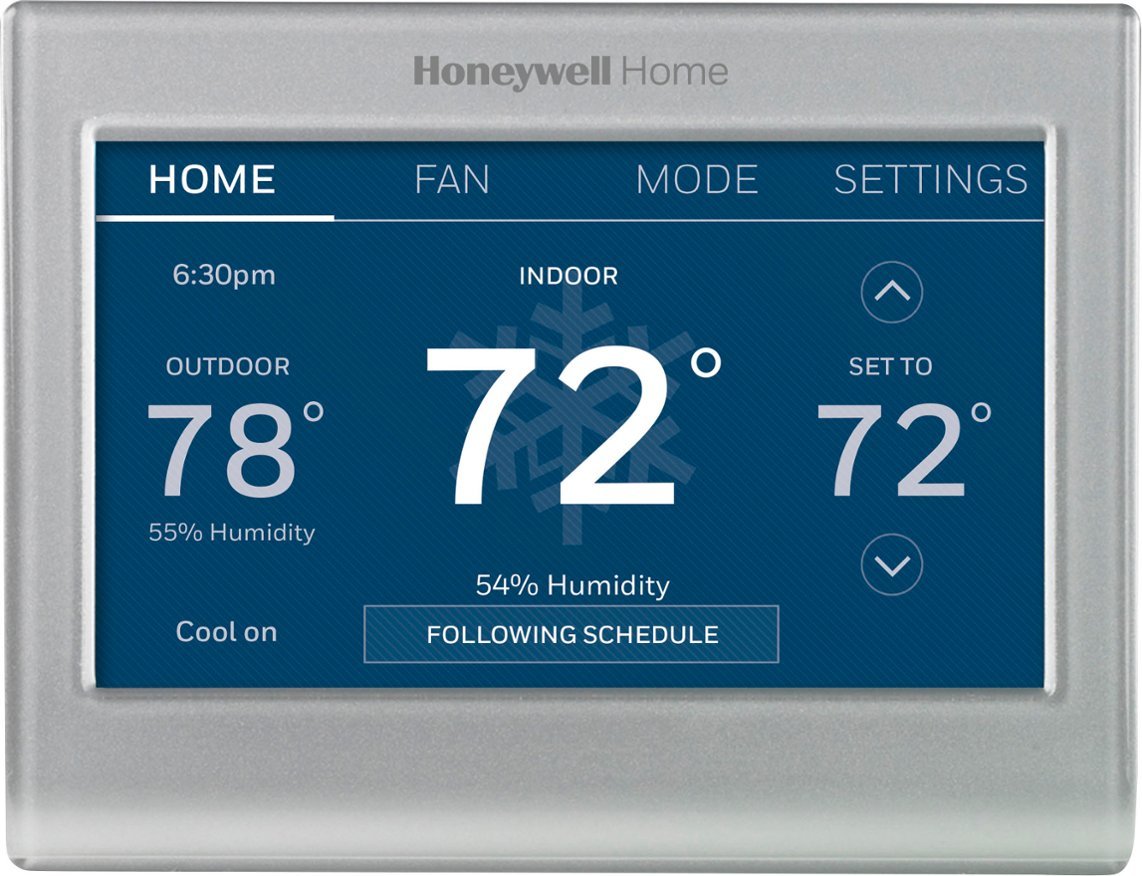 Honeywell Home
HOME FAN MODE SETTINGS
6:30pm
INDOOR
OUTDOOR
78°
72°
SET TO
72°
55% Humidity
54% Humidity
Cool on
FOLLOWING SCHEDULE